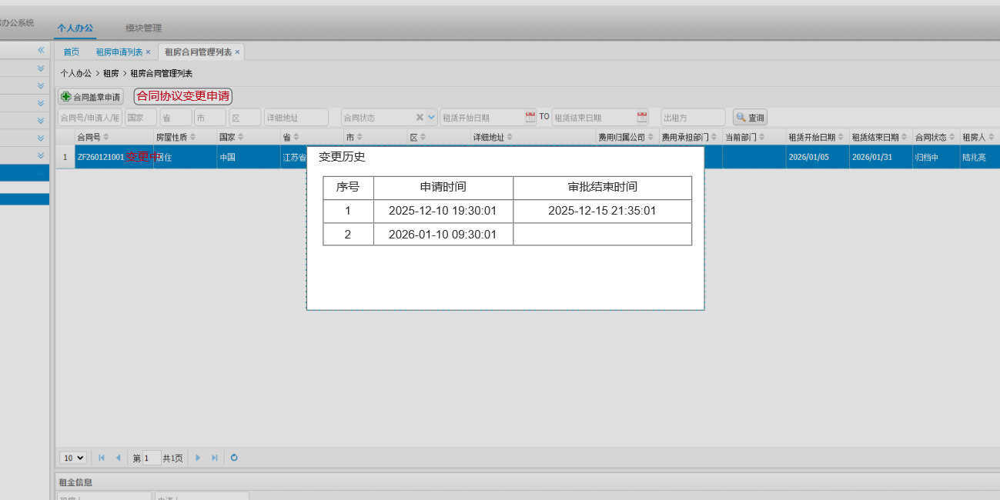 办公系统
个人办公 模块管理
首页 租房申请列表 × 租房合同管理列表 ×
个人办公 > 租房 > 租房合同管理列表
合同盖章申请 合同协议变更申请
合同号/申请人/租 国家 省 市 区 详细地址 合同状态 租赁开始日期 TO 租赁结束日期 出租方 查询
合同号 房屋性质 国家 省 市 区 详细地址 费用归属公司 费用承担部门 当前部门 租赁开始日期 租赁结束日期 合同状态 租房人
1 ZF260121001 变更中 居住 中国 江苏省 2026/01/05 2026/01/31 归档中 陆兆亮
变更历史
序号 申请时间 审批结束时间
1 2025-12-10 19:30:01 2025-12-15 21:35:01
2 2026-01-10 09:30:01
10 第 1 共1页
租金信息